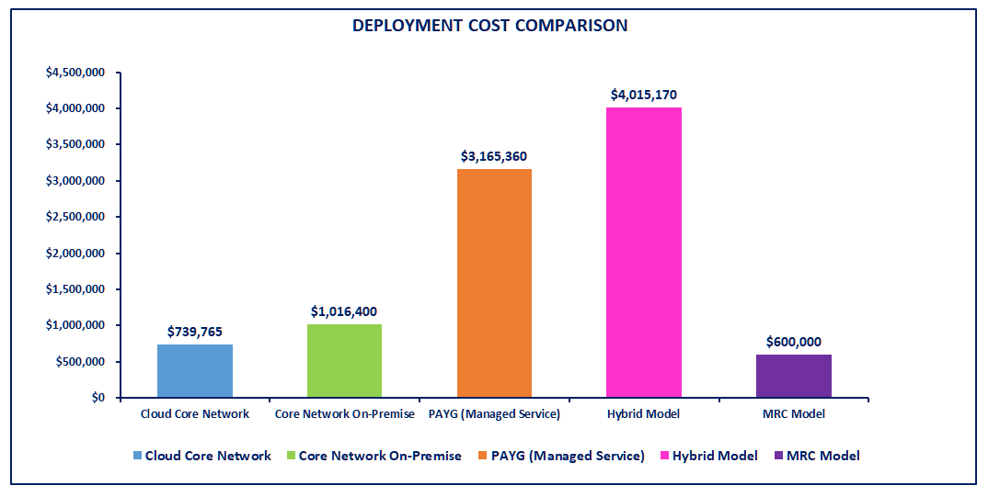 DEPLOYMENT COST COMPARISON
$4,500,000
$4,000,000
$3,500,000
$3,000,000
$2,500,000
$2,000,000
$1,500,000
$1,000,000
$500,000
$0
$739,765
$1,016,400
$3,165,360
$4,015,170
$600,000
Cloud Core Network
Core Network On-Premise
PAYG (Managed Service)
Hybrid Model
MRC Model
Cloud Core Network
Core Network On-Premise
PAYG (Managed Service)
Hybrid Model
MRC Model